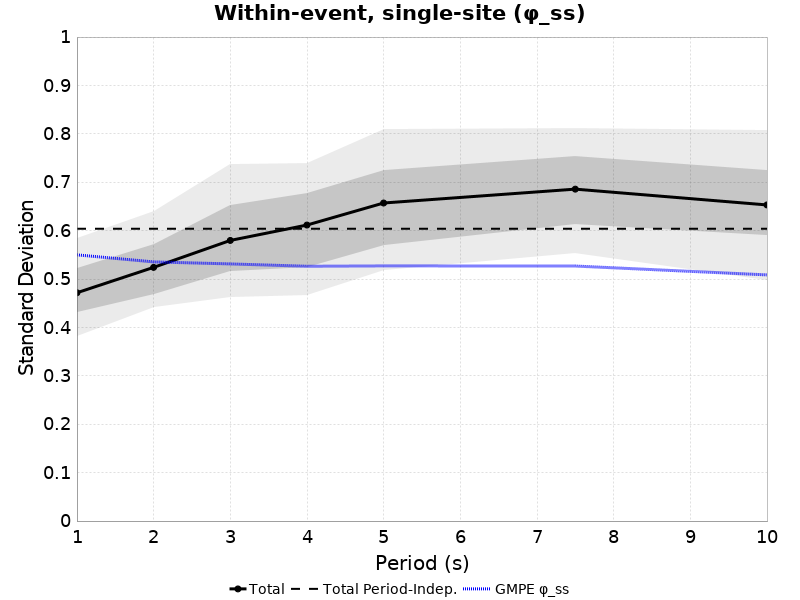 Within-event, single-site (φ_ss)
1
0.9
0.8
0.7
0.6
0.5
0.4
0.3
0.2
0.1
0
Standard Deviation
1 2 3 4 5 6 7 8 9 10
Period (s)
Total Total Period-Indep. GMPE φ_ss